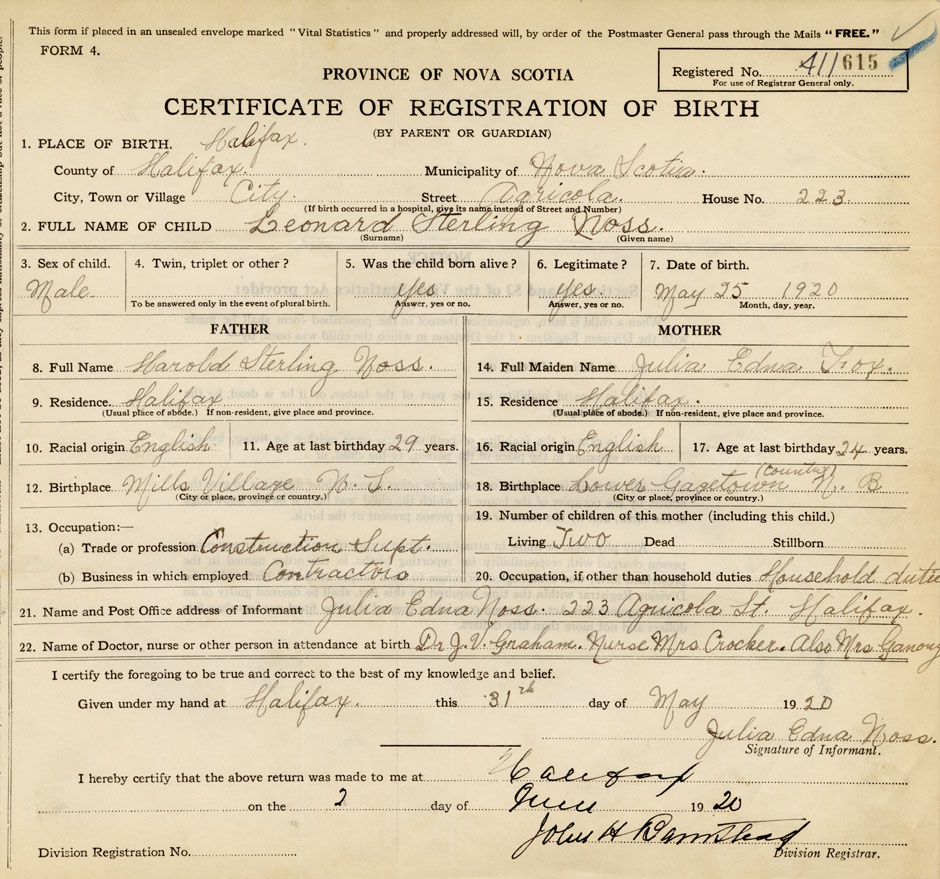 This form if placed in an unsealed envelope marked "Vital Statistics" and properly addressed will, by order of the Postmaster General pass through the Mails "FREE."
FORM 4.
Registered No. 411 615
For use of Registrar General only.
PROVINCE OF NOVA SCOTIA
CERTIFICATE OF REGISTRATION OF BIRTH
(BY PARENT OR GUARDIAN)
1. PLACE OF BIRTH. Halifax.
County of Halifax. Municipality of Nova Scotia.
City, Town or Village City. Street Agricola. House No. 223
(If birth occurred in a hospital, give its name instead of Street and Number)
2. FULL NAME OF CHILD Leonard Sterling Noss.
(Surname) (Given name)
3. Sex of child. 4. Twin, triplet or other? 5. Was the child born alive? 6. Legitimate? 7. Date of birth.
Male. yes yes. May 25 1920
To be answered only in the event of plural birth. Answer, yes or no. Answer, yes or no. Month, day, year.
FATHER MOTHER
8. Full Name Harold Sterling Noss. 14. Full Maiden Name Julia Edna Fox.
9. Residence. Halifax 15. Residence Halifax.
(Usual place of abode.) If non-resident, give place and province. (Usual place of abode.) If non-resident, give place and province.
10. Racial origin English 11. Age at last birthday 29 years. 16. Racial origin English 17. Age at last birthday 24 years.
12. Birthplace Mills Village N. S. 18. Birthplace Lower Gagetown (Country) N. B
(City or place, province or country.) (City or place, province or country.)
13. Occupation:— 19. Number of children of this mother (including this child.)
(a) Trade or profession Construction Supt. Living Two Dead Stillborn
(b) Business in which employed Contractors 20. Occupation, if other than household duties Household duties
21. Name and Post Office address of Informant Julia Edna Noss. 223 Agricola St. Halifax.
22. Name of Doctor, nurse or other person in attendance at birth Dr J. V. Graham. Nurse Mrs Crocker. Also Mrs Ganong
I certify the foregoing to be true and correct to the best of my knowledge and belief.
Given under my hand at Halifax. this 31 day of May 1920
Julia Edna Noss.
Signature of Informant.
I hereby certify that the above return was made to me at Halifax
on the 2 day of June 1920
John H Barnstead
Division Registration No. Division Registrar.